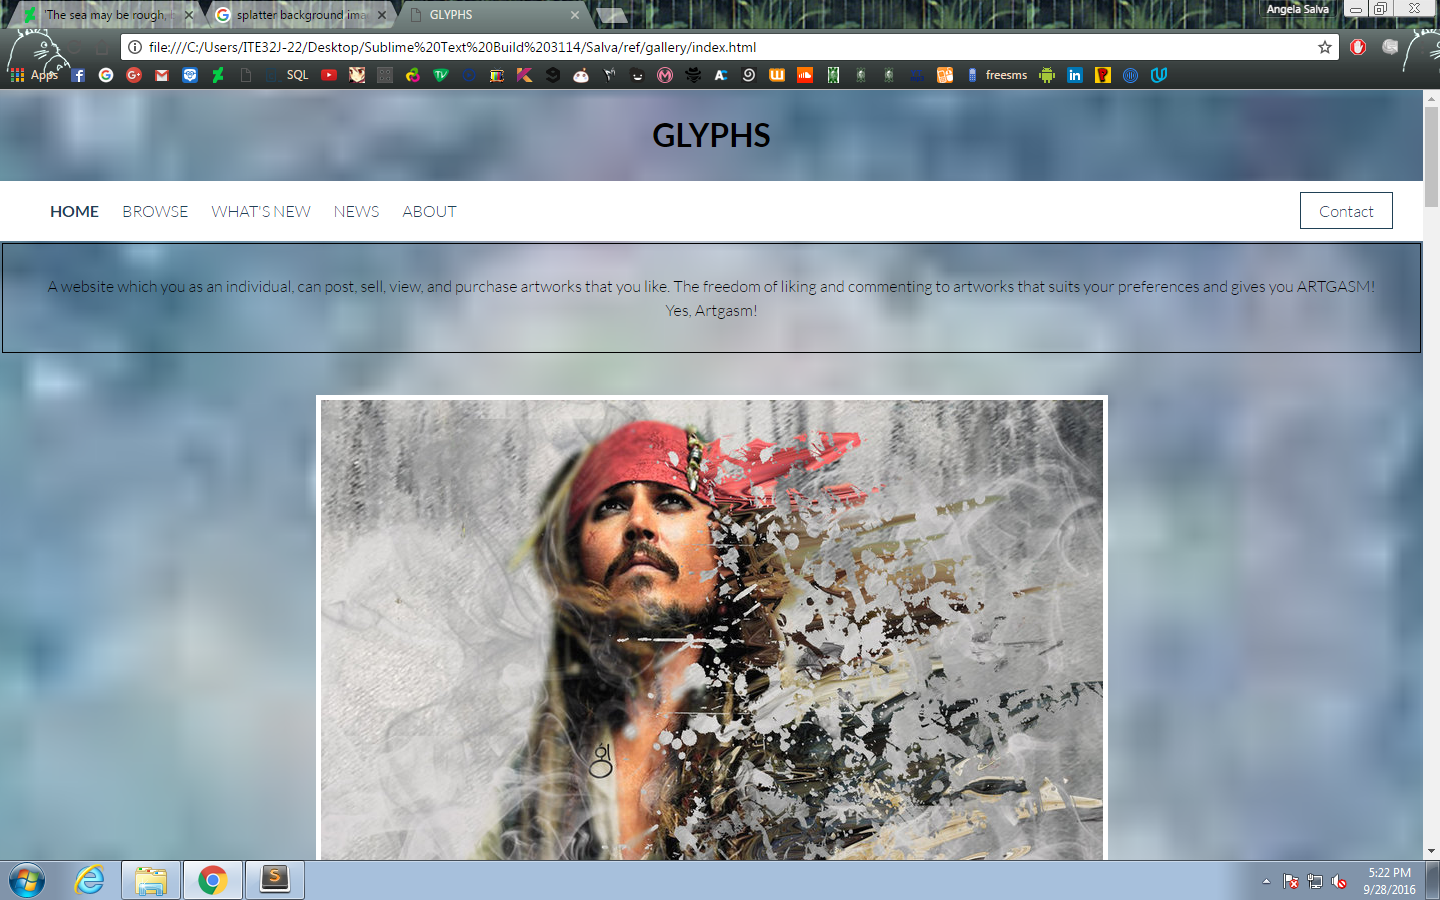 'The sea may be rough, b
splatter background ima
GLYPHS
Angela Salva
file:///C:/Users/ITE32J-22/Desktop/Sublime%20Text%20Build%203114/Salva/ref/gallery/index.html
Apps
SQL
freesms
GLYPHS
HOME BROWSE WHAT'S NEW NEWS ABOUT Contact
A website which you as an individual, can post, sell, view, and purchase artworks that you like. The freedom of liking and commenting to artworks that suits your preferences and gives you ARTGASM!
Yes, Artgasm!
5:22 PM
9/28/2016